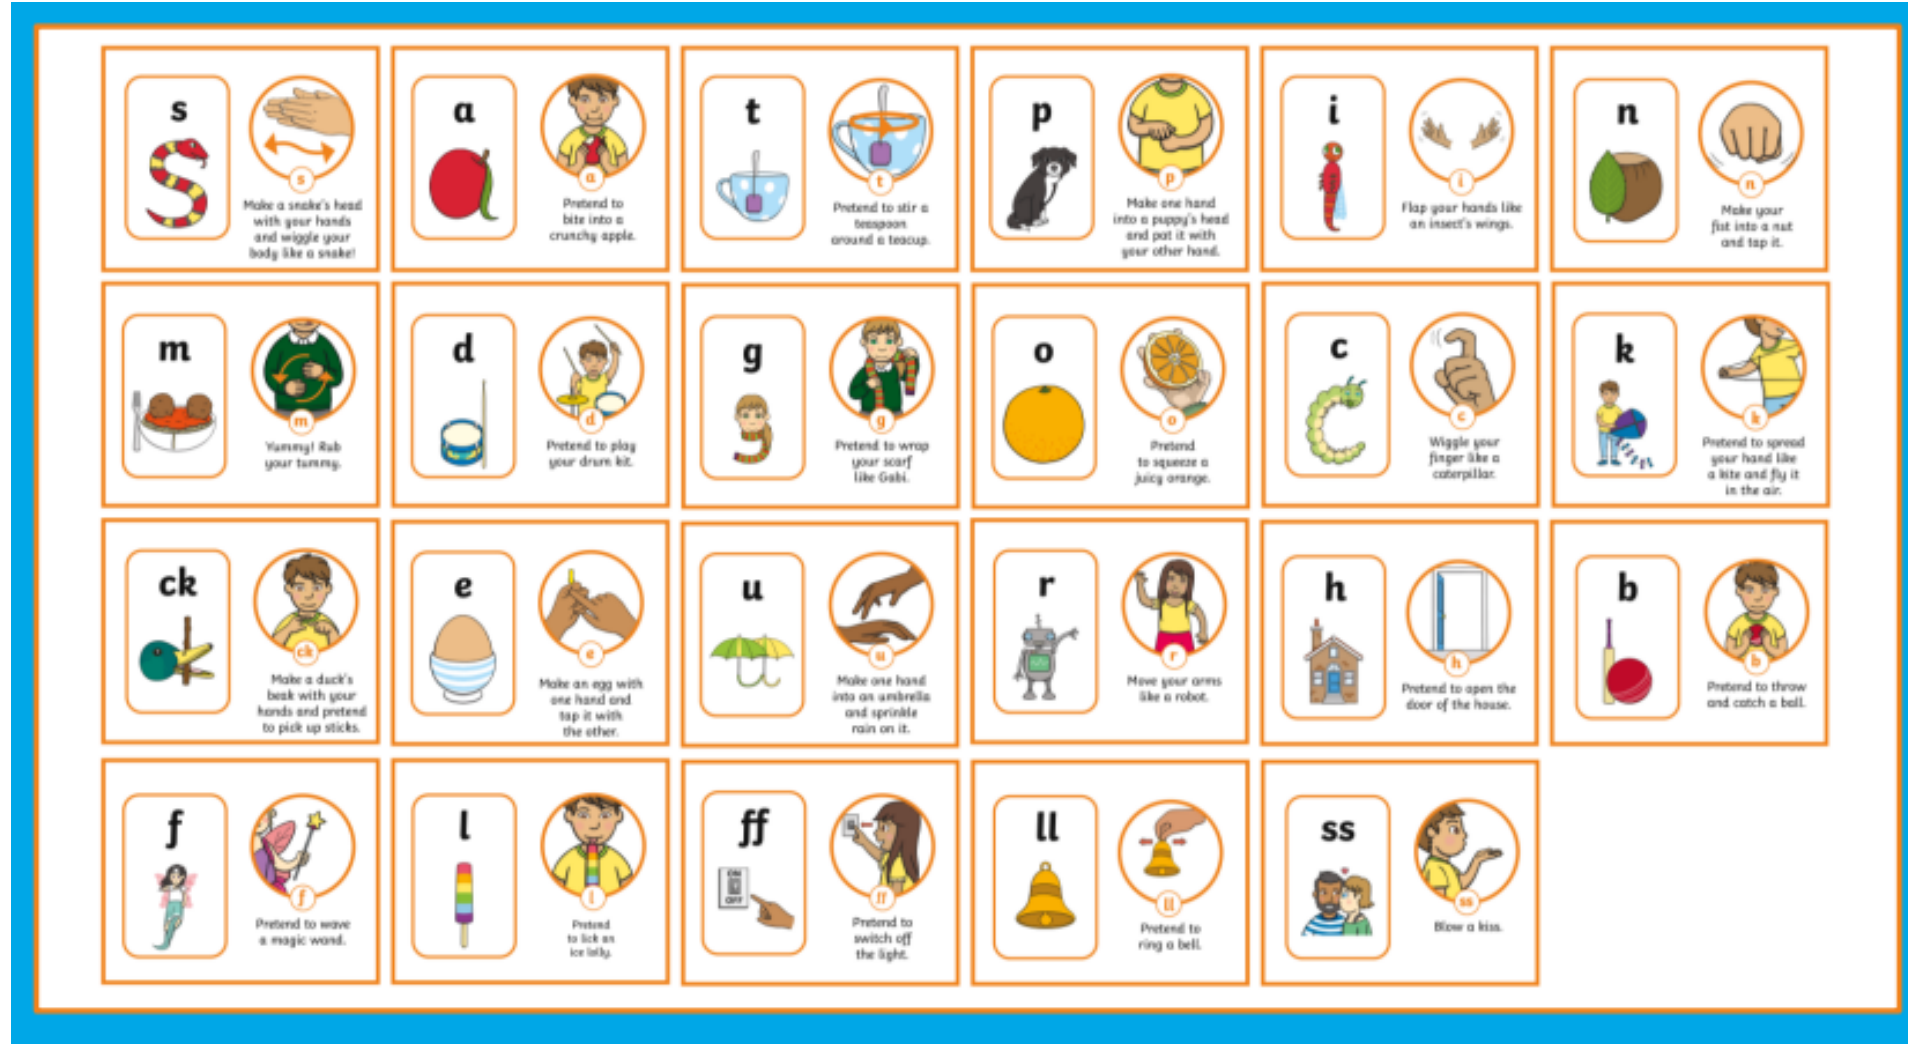 s
s
Make a snake's head
with your hands
and wiggle your
body like a snake!
a
a
Pretend to
bite into a
crunchy apple.
t
t
Pretend to stir a
teaspoon
around a teacup.
p
p
Make one hand
into a puppy's head
and pat it with
your other hand.
i
i
Flap your hands like
an insect's wings.
n
n
Make your
fist into a nut
and tap it.
m
m
Yummy! Rub
your tummy.
d
d
Pretend to play
your drum kit.
g
g
Pretend to wrap
your scarf
like Gabi.
o
o
Pretend
to squeeze a
juicy orange.
c
c
Wiggle your
finger like a
caterpillar.
k
k
Pretend to spread
your hand like
a kite and fly it
in the air.
ck
ck
Make a duck's
beak with your
hands and pretend
to pick up sticks.
e
e
Make an egg with
one hand and
tap it with
the other.
u
u
Make one hand
into an umbrella
and sprinkle
rain on it.
r
r
Move your arms
like a robot.
h
h
Pretend to open the
door of the house.
b
b
Pretend to throw
and catch a ball.
f
f
Pretend to wave
a magic wand.
l
l
Pretend
to lick an
ice lolly.
ff
ON
OFF
ff
Pretend to
switch off
the light.
ll
ll
Pretend to
ring a bell.
ss
ss
Blow a kiss.